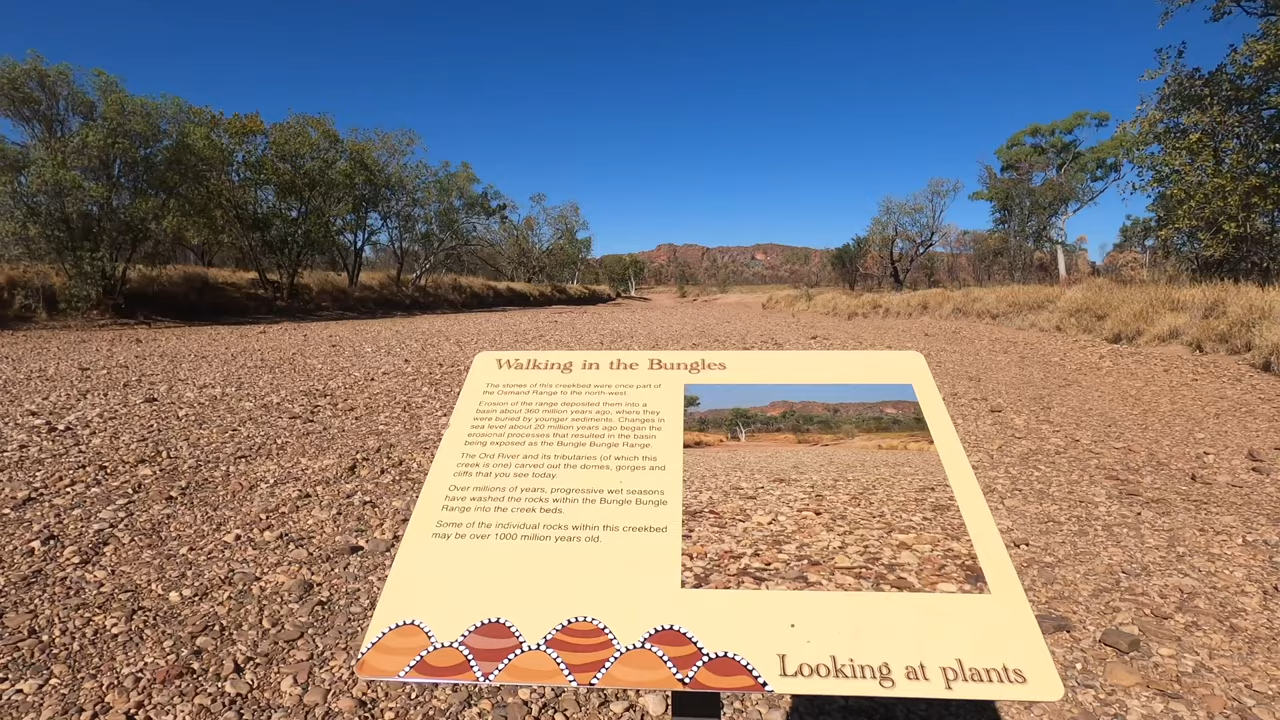 Walking in the Bungles
The stones of this creekbed were once part of
the Osmand Range to the north-west.
Erosion of the range deposited them into a
basin about 360 million years ago, where they
were buried by younger sediments. Changes in
sea level about 20 million years ago began the
erosional processes that resulted in the basin
being exposed as the Bungle Bungle Range.
The Ord River and its tributaries (of which this
creek is one) carved out the domes, gorges and
cliffs that you see today.
Over millions of years, progressive wet seasons
have washed the rocks within the Bungle Bungle
Range into the creek beds.
Some of the individual rocks within this creekbed
may be over 1000 million years old.
Looking at plants